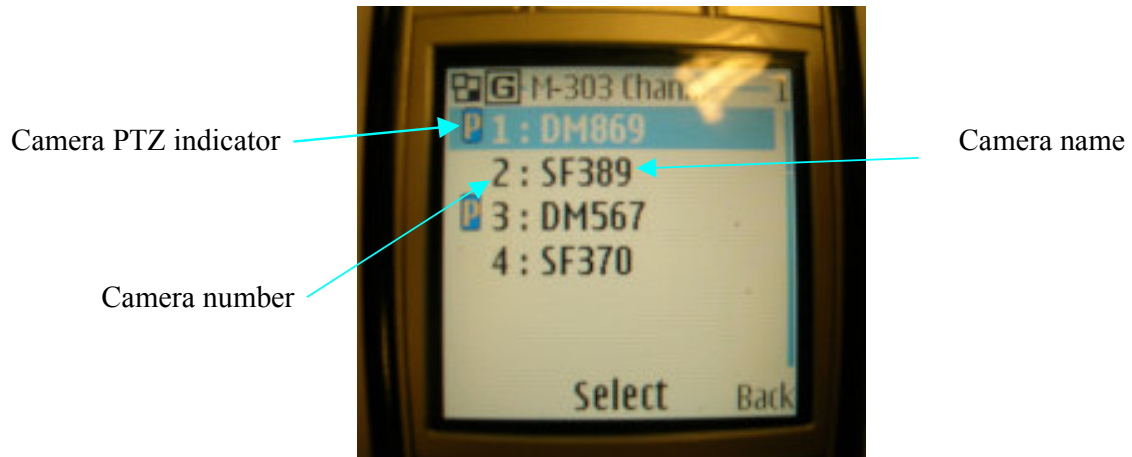 G M-303 Chan...
P 1 : DM869
Camera PTZ indicator
Camera name
2 : SF389
P 3 : DM567
4 : SF370
Camera number
Select Back